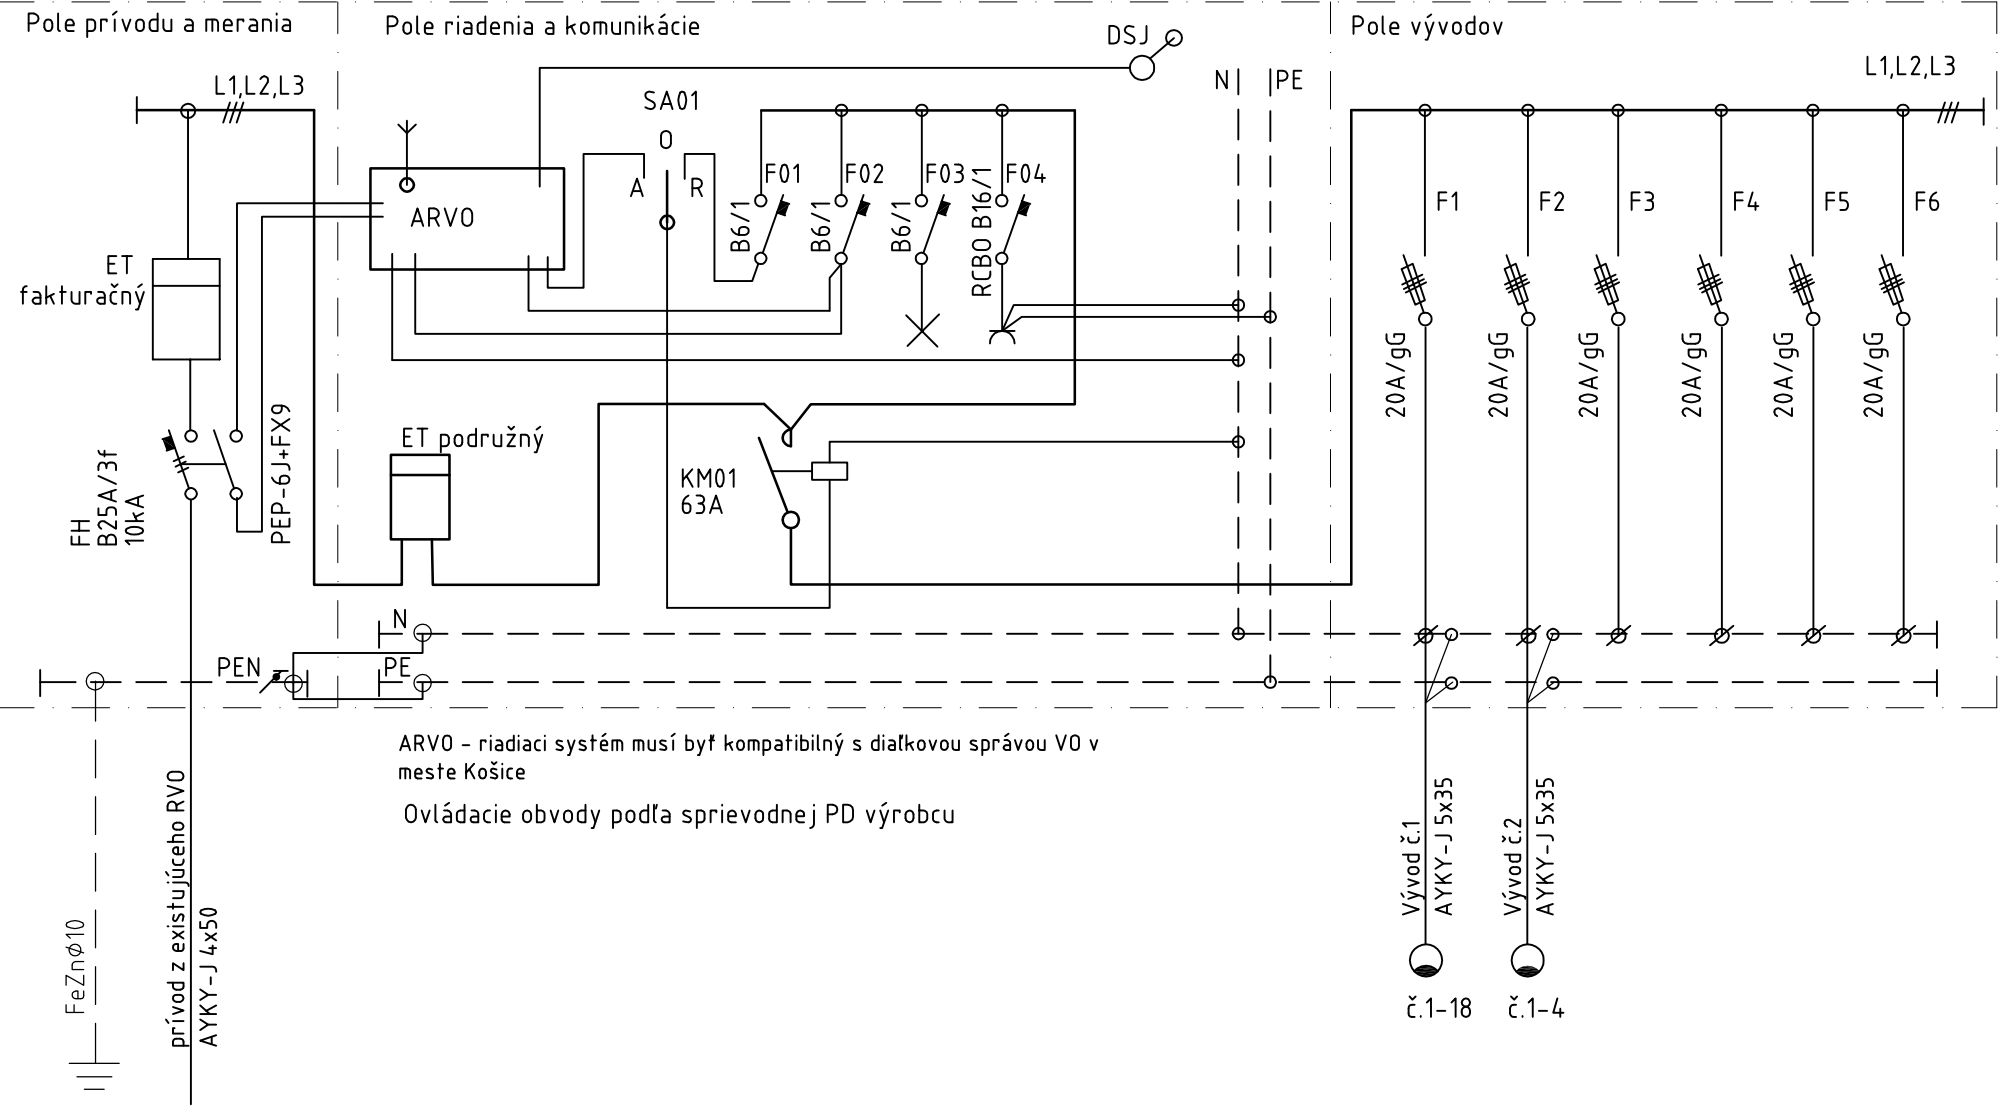 Pole prívodu a merania
L1,L2,L3
ET
fakturačný
FH
B25A/3f
10kA
PEP-6J+FX9
PEN
FeZnϕ10
prívod z existujúceho RVO
AYKY-J 4x50
Pole riadenia a komunikácie
DSJ
N
PE
SA01
O
A
R
ARVO
F01
B6/1
F02
B6/1
F03
B6/1
F04
RCBO B16/1
ET podružný
KM01
63A
N
PE
ARVO - riadiaci systém musí byť kompatibilný s diaľkovou správou VO v
meste Košice
Ovládacie obvody podľa sprievodnej PD výrobcu
Pole vývodov
L1,L2,L3
F1
F2
F3
F4
F5
F6
20A/gG
20A/gG
20A/gG
20A/gG
20A/gG
20A/gG
Vývod č.1
AYKY-J 5x35
Vývod č.2
AYKY-J 5x35
č.1-18
č.1-4